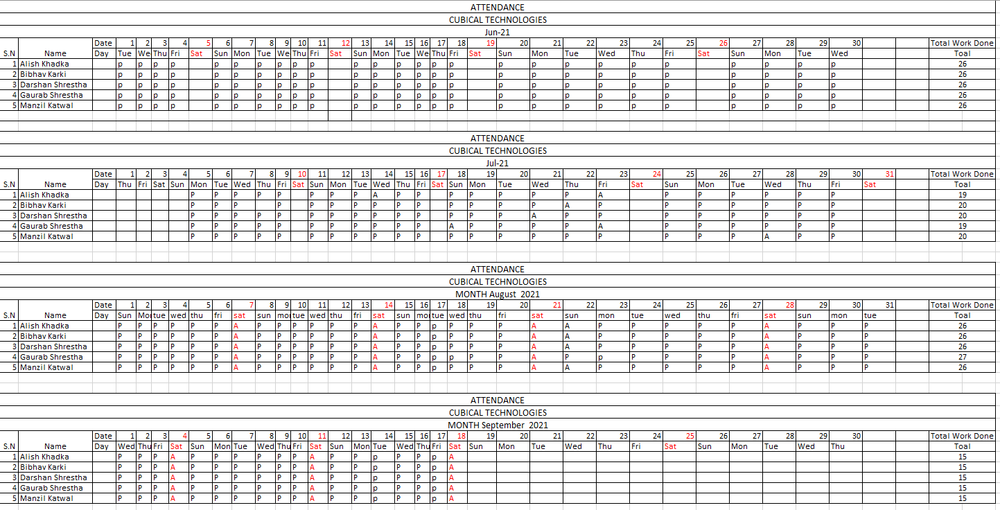 ATTENDANCE
CUBICAL TECHNOLOGIES
Jun-21
Date 1 2 3 4 5 6 7 8 9 10 11 12 13 14 15 16 17 18 19 20 21 22 23 24 25 26 27 28 29 30 Total Work Done
S.N Name Day Tue We Thu Fri Sat Sun Mon Tue We Thu Fri Sat Sun Mon Tue We Thu Fri Sat Sun Mon Tue Wed Thu Fri Sat Sun Mon Tue Wed Toal
1 Alish Khadka p p p p p p p p p p p p p p p p p p p p p p p p p p 26
2 Bibhav Karki p p p p p p p p p p p p p p p p p p p p p p p p p p 26
3 Darshan Shrestha p p p p p p p p p p p p p p p p p p p p p p p p p p 26
4 Gaurab Shrestha p p p p p p p p p p p p p p p p p p p p p p p p p p 26
5 Manzil Katwal p p p p p p p p p p p p p p p p p p p p p p p p p p 26
ATTENDANCE
CUBICAL TECHNOLOGIES
Jul-21
Date 1 2 3 4 5 6 7 8 9 10 11 12 13 14 15 16 17 18 19 20 21 22 23 24 25 26 27 28 29 30 31 Total Work Done
S.N Name Day Thu Fri Sat Sun Mon Tue Wed Thu Fri Sat Sun Mon Tue Wed Thu Fri Sat Sun Mon Tue Wed Thu Fri Sat Sun Mon Tue Wed Thu Fri Sat Toal
1 Alish Khadka P P P P P P P P A P P P P P P P A P P P P P P 19
2 Bibhav Karki P P P P P P P P P P P P P P A P P P P P P P 20
3 Darshan Shrestha P P P P P P P P P P P P P P A P P P P P P P P 20
4 Gaurab Shrestha P P P P P P P P P P P A P P P P A P P P P P P 19
5 Manzil Katwal P P P P P P P P P P P P P P P P P P P P A P P 20
ATTENDANCE
CUBICAL TECHNOLOGIES
MONTH August 2021
Date 1 2 3 4 5 6 7 8 9 10 11 12 13 14 15 16 17 18 19 20 21 22 23 24 25 26 27 28 29 30 31 Total Work Done
S.N Name Day Sun Mo tue wed thu fri sat sun mo tue wed thu fri sat sun mo tue wed thu fri sat sun mon tue wed thu fri sat sun mon tue Toal
1 Alish Khadka P P P P P P A P P P P P P A P P p P P P A A P P P P P A P P P 26
2 Bibhav Karki P P P P P P A P P P P P P A P P p P P P A A P P P P P A P P P 26
3 Darshan Shrestha P P P P P P A P P P P P P A P P p P P P A A P P P P P A P P P 26
4 Gaurab Shrestha P P P P P P A P P P P P P A P P p p P P A P p P P P P A P P P 27
5 Manzil Katwal P P P P P P A P P P P P P A P P p P P P A A P P P P P A P P P 26
ATTENDANCE
CUBICAL TECHNOLOGIES
MONTH September 2021
Date 1 2 3 4 5 6 7 8 9 10 11 12 13 14 15 16 17 18 19 20 21 22 23 24 25 26 27 28 29 30 Total Work Done
S.N Name Day Wed Thu Fri Sat Sun Mon Tue Wed Thu Fri Sat Sun Mon Tue Wed Thu Fri Sat Sun Mon Tue Wed Thu Fri Sat Sun Mon Tue Wed Thu Toal
1 Alish Khadka P P P A P P P P P P A P P p P P p A 15
2 Bibhav Karki P P P A P P P P P P A P P p P P p A 15
3 Darshan Shrestha P P P A P P P P P P A P P p P P p A 15
4 Gaurab Shrestha P P P A P P P P P P A P P p P P p A 15
5 Manzil Katwal P P P A P P P P P P A P P p P P p A 15